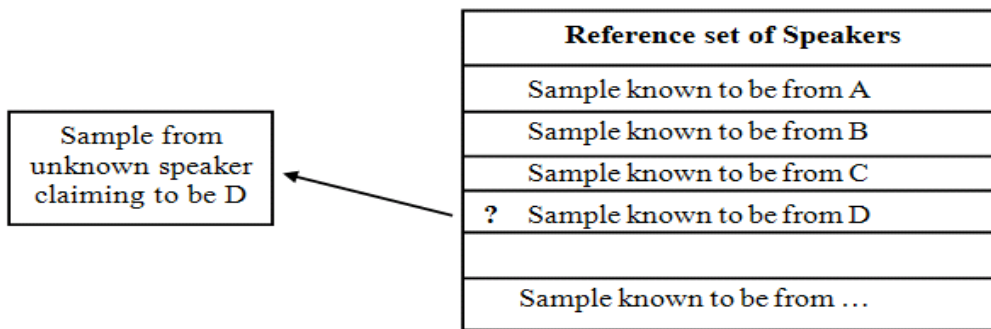 Sample from
unknown speaker
claiming to be D
Reference set of Speakers
Sample known to be from A
Sample known to be from B
Sample known to be from C
? Sample known to be from D
Sample known to be from …